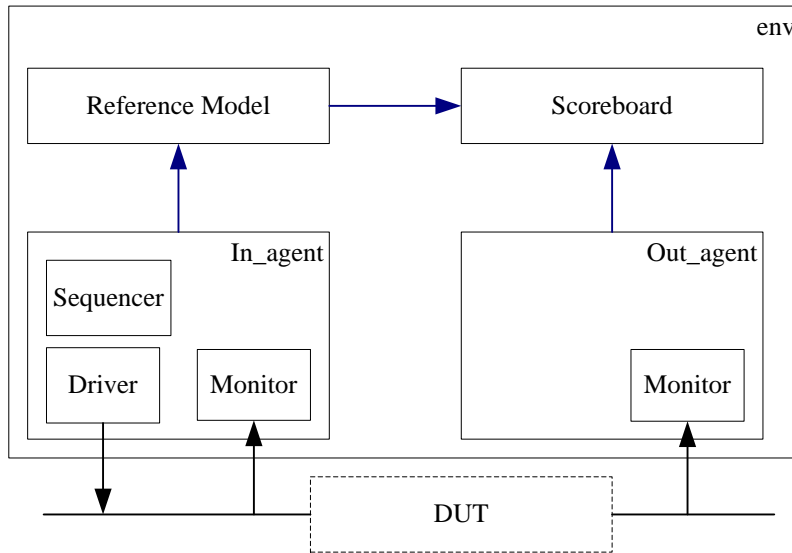 env
Reference Model
Scoreboard
In_agent
Out_agent
Sequencer
Driver
Monitor
Monitor
DUT